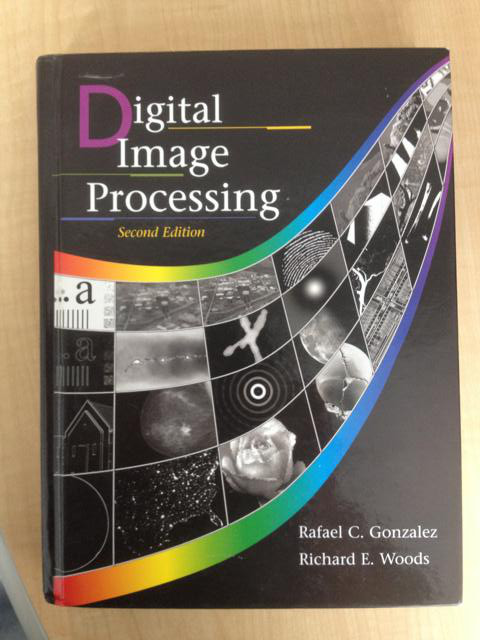 Digital
Image
Processing
Second Edition
a
a
Rafael C. Gonzalez
Richard E. Woods